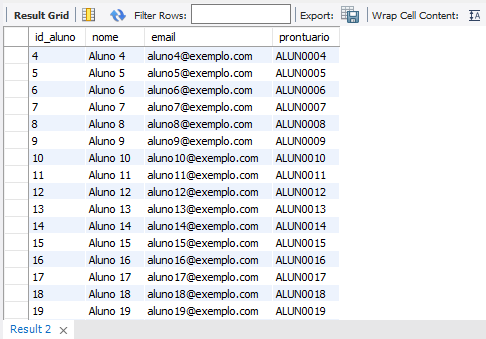 Result Grid Filter Rows: Export: Wrap Cell Content:
id_aluno nome email prontuario
4 Aluno 4 aluno4@exemplo.com ALUN0004
5 Aluno 5 aluno5@exemplo.com ALUN0005
6 Aluno 6 aluno6@exemplo.com ALUN0006
7 Aluno 7 aluno7@exemplo.com ALUN0007
8 Aluno 8 aluno8@exemplo.com ALUN0008
9 Aluno 9 aluno9@exemplo.com ALUN0009
10 Aluno 10 aluno10@exemplo.com ALUN0010
11 Aluno 11 aluno11@exemplo.com ALUN0011
12 Aluno 12 aluno12@exemplo.com ALUN0012
13 Aluno 13 aluno13@exemplo.com ALUN0013
14 Aluno 14 aluno14@exemplo.com ALUN0014
15 Aluno 15 aluno15@exemplo.com ALUN0015
16 Aluno 16 aluno16@exemplo.com ALUN0016
17 Aluno 17 aluno17@exemplo.com ALUN0017
18 Aluno 18 aluno18@exemplo.com ALUN0018
19 Aluno 19 aluno19@exemplo.com ALUN0019
Result 2